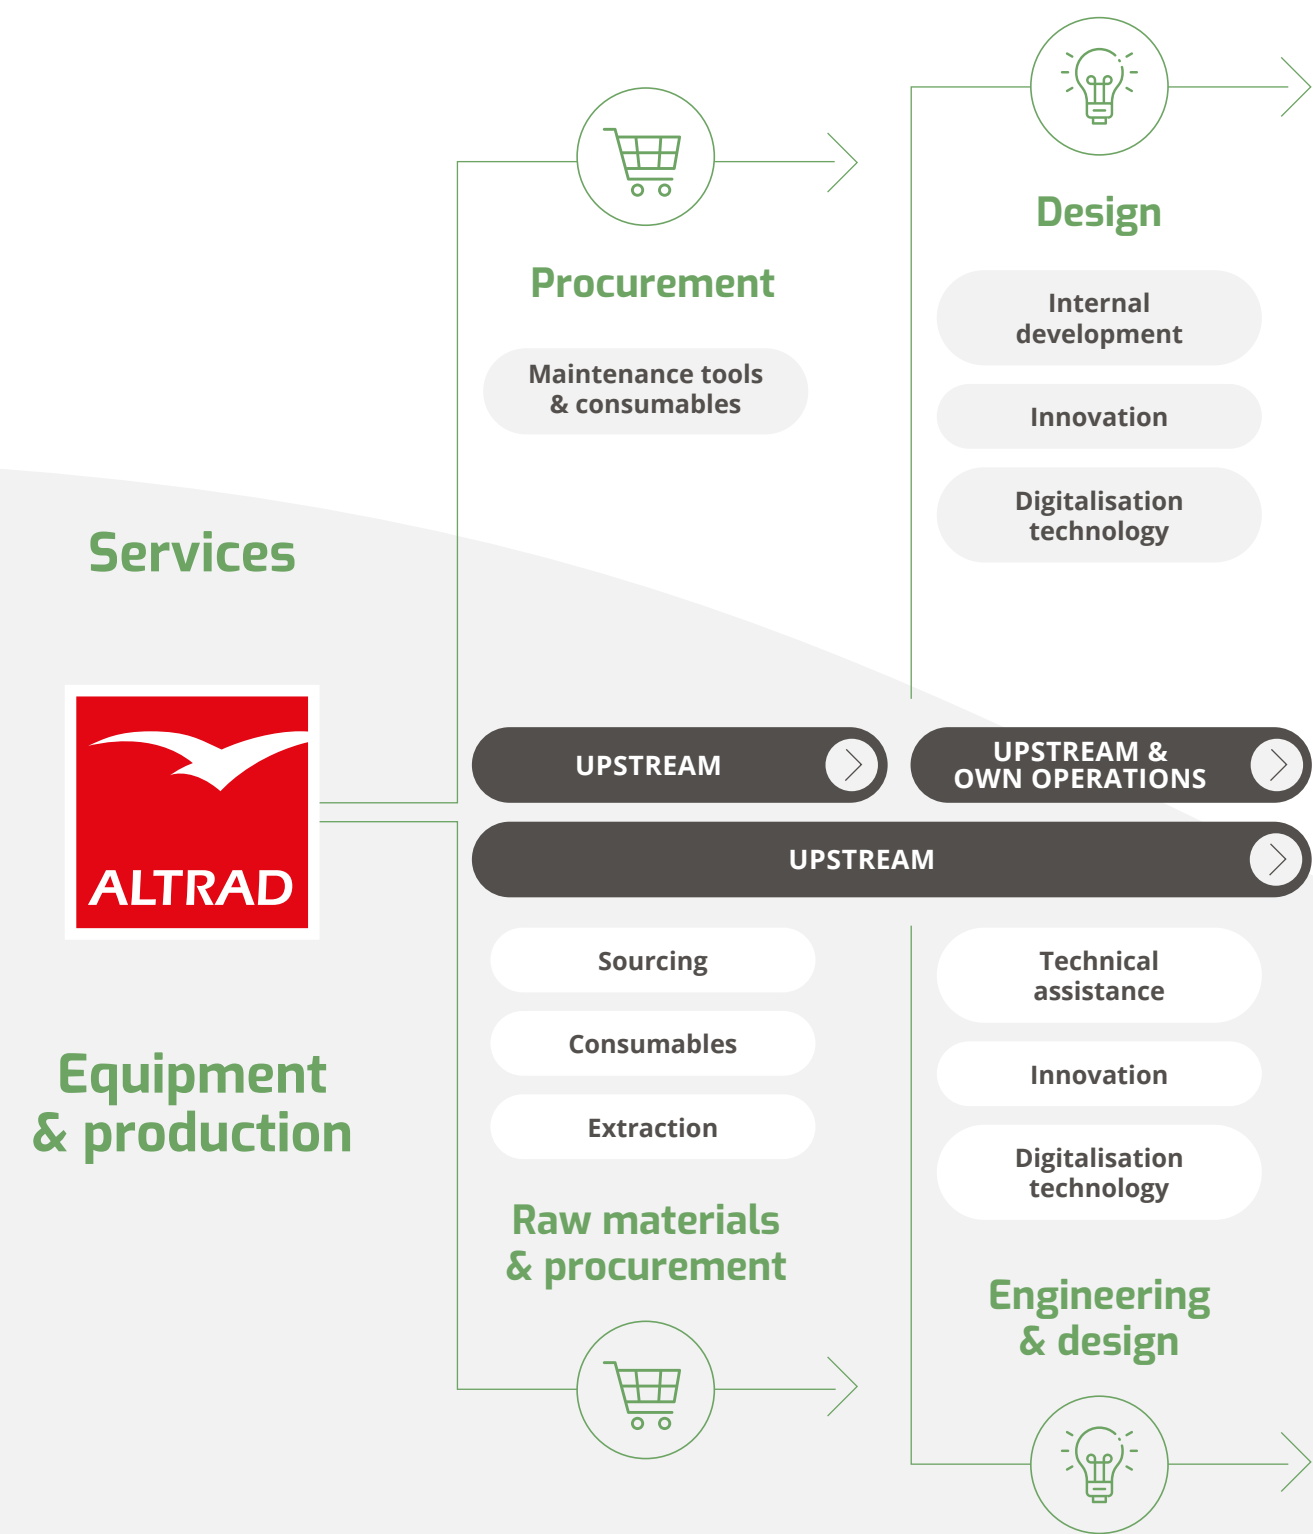 Design
Procurement
Internal
development
Maintenance tools
& consumables
Innovation
Digitalisation
technology
Services
UPSTREAM
UPSTREAM &
OWN OPERATIONS
UPSTREAM
ALTRAD
Sourcing
Consumables
Extraction
Technical
assistance
Innovation
Digitalisation
technology
Equipment
& production
Raw materials
& procurement
Engineering
& design